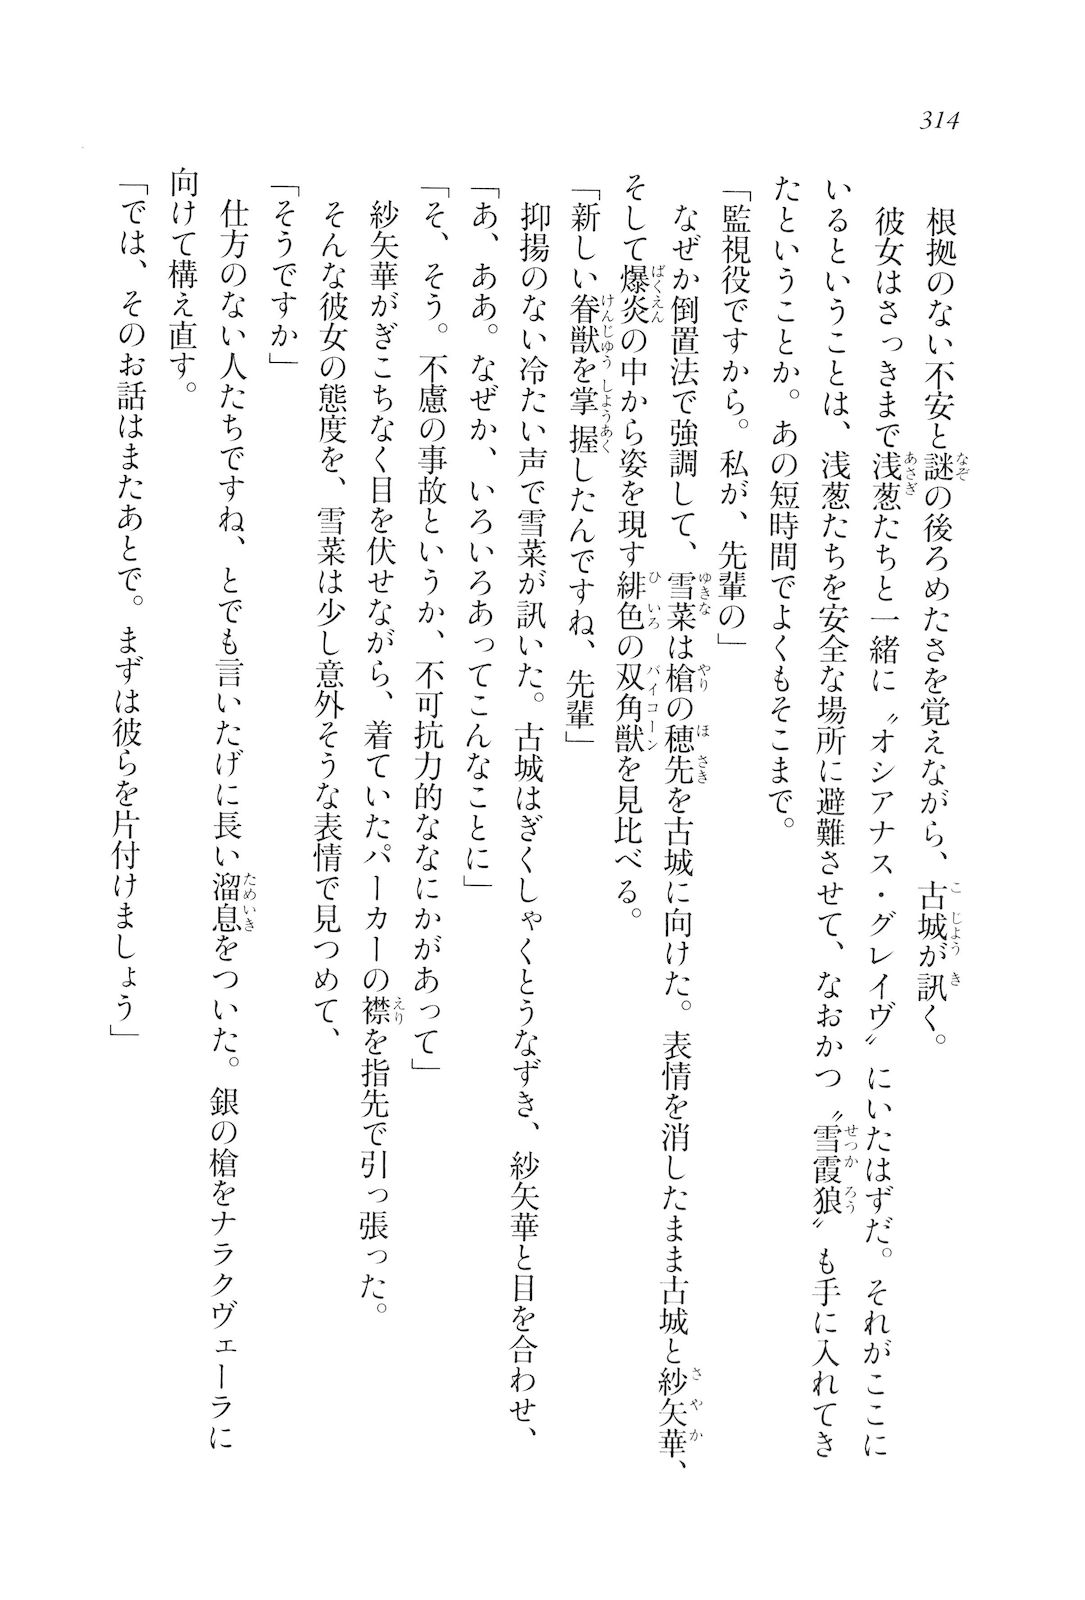 314
根拠のない不安と謎の後ろめたさを覚えながら、古城が訊く。
彼女はさっきまで浅葱たちと一緒に〝オシアナス・グレイヴ〟にいたはずだ。それがここに
いるということは、浅葱たちを安全な場所に避難させて、なおかつ〝雪霞狼〟も手に入れてき
たということか。あの短時間でよくもそこまで。
「監視役ですから。私が、先輩の」
なぜか倒置法で強調して、雪菜は槍の穂先を古城に向けた。表情を消したまま古城と紗矢華、
そして爆炎の中から姿を現す緋色の双角獣を見比べる。
「新しい眷獣を掌握したんですね、先輩」
抑揚のない冷たい声で雪菜が訊いた。古城はぎくしゃくとうなずき、紗矢華と目を合わせ、
「あ、ああ。なぜか、いろいろあってこんなことに」
「そ、そう。不慮の事故というか、不可抗力的ななにかがあって」
紗矢華がぎこちなく目を伏せながら、着ていたパーカーの襟を指先で引っ張った。
そんな彼女の態度を、雪菜は少し意外そうな表情で見つめて、
「そうですか」
仕方のない人たちですね、とでも言いたげに長い溜息をついた。銀の槍をナラクヴェーラに
向けて構え直す。
「では、そのお話はまたあとで。まずは彼らを片付けましょう」